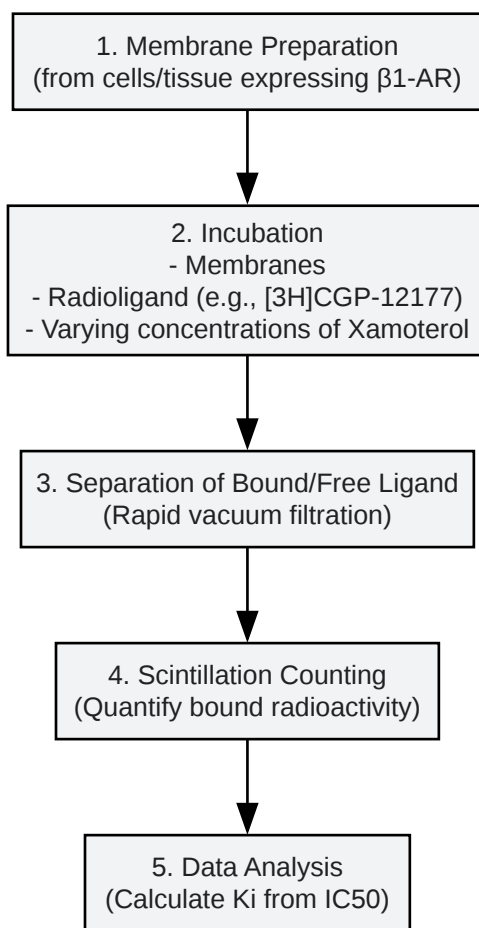 1. Membrane Preparation
(from cells/tissue expressing β1-AR)
2. Incubation
- Membranes
- Radioligand (e.g., [3H]CGP-12177)
- Varying concentrations of Xamoterol
3. Separation of Bound/Free Ligand
(Rapid vacuum filtration)
4. Scintillation Counting
(Quantify bound radioactivity)
5. Data Analysis
(Calculate Ki from IC50)